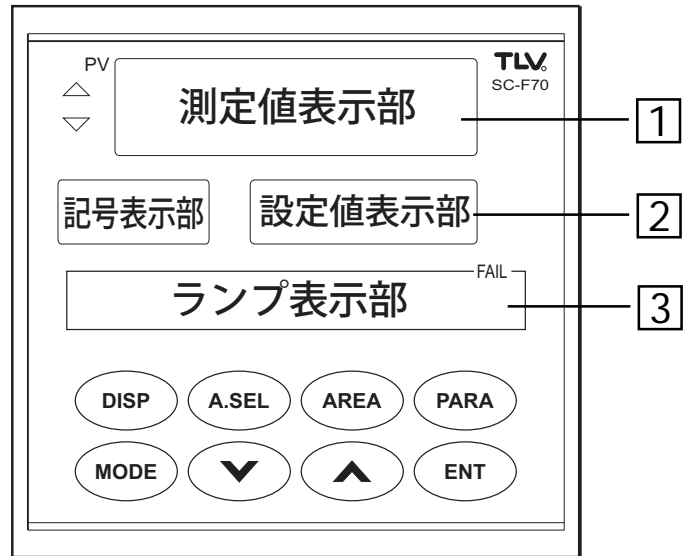 PV
TLV
SC-F70
測定値表示部
1
記号表示部
設定値表示部
2
FAIL
ランプ表示部
3
DISP
A.SEL
AREA
PARA
MODE
ENT